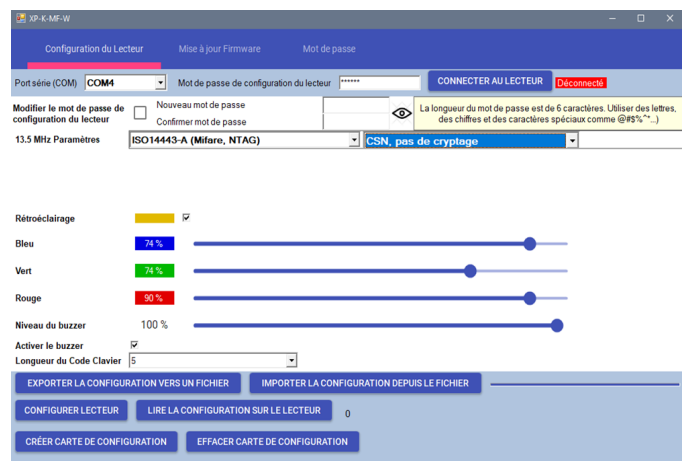 XP-K-MF-W
Configuration du Lecteur Mise à jour Firmware Mot de passe
Port série (COM) COM4 Mot de passe de configuration du lecteur ****** CONNECTER AU LECTEUR Déconnecté
Modifier le mot de passe de configuration du lecteur
Nouveau mot de passe
Confirmer mot de passe
La longueur du mot de passe est de 6 caractères. Utiliser des lettres,
des chiffres et des caractères spéciaux comme @#$%^*...)
13.5 MHz Paramètres ISO14443-A (Mifare, NTAG) CSN, pas de cryptage
Rétroéclairage
Bleu 74 %
Vert 74 %
Rouge 90 %
Niveau du buzzer 100 %
Activer le buzzer
Longueur du Code Clavier 5
EXPORTER LA CONFIGURATION VERS UN FICHIER IMPORTER LA CONFIGURATION DEPUIS LE FICHIER
CONFIGURER LECTEUR LIRE LA CONFIGURATION SUR LE LECTEUR 0
CRÉER CARTE DE CONFIGURATION EFFACER CARTE DE CONFIGURATION